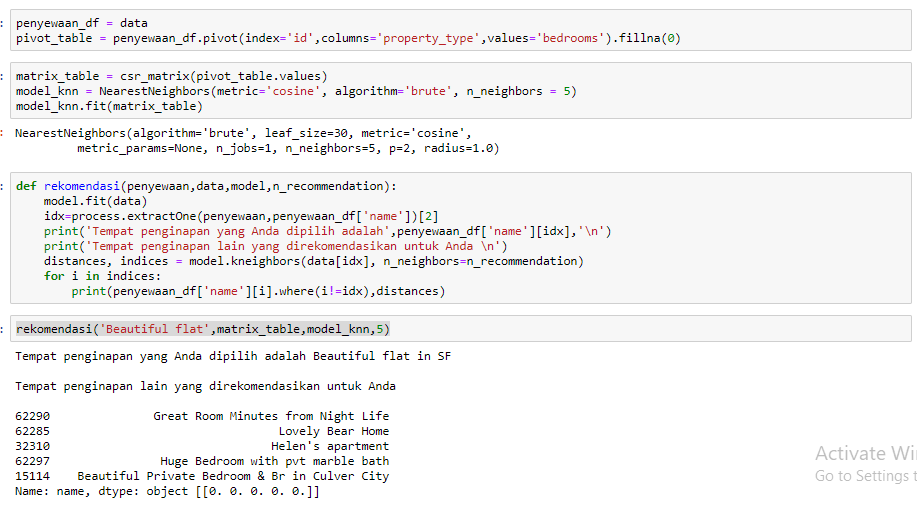 penyewaan_df = data
pivot_table = penyewaan_df.pivot(index='id',columns='property_type',values='bedrooms').fillna(0)
matrix_table = csr_matrix(pivot_table.values)
model_knn = NearestNeighbors(metric='cosine', algorithm='brute', n_neighbors = 5)
model_knn.fit(matrix_table)
NearestNeighbors(algorithm='brute', leaf_size=30, metric='cosine',
metric_params=None, n_jobs=1, n_neighbors=5, p=2, radius=1.0)
def rekomendasi(penyewaan,data,model,n_recommendation):
model.fit(data)
idx=process.extractOne(penyewaan,penyewaan_df['name'])[2]
print('Tempat penginapan yang Anda dipilih adalah',penyewaan_df['name'][idx],'\n')
print('Tempat penginapan lain yang direkomendasikan untuk Anda \n')
distances, indices = model.kneighbors(data[idx], n_neighbors=n_recommendation)
for i in indices:
print(penyewaan_df['name'][i].where(i!=idx),distances)
rekomendasi('Beautiful flat',matrix_table,model_knn,5)
Tempat penginapan yang Anda dipilih adalah Beautiful flat in SF
Tempat penginapan lain yang direkomendasikan untuk Anda
62290 Great Room Minutes from Night Life
62285 Lovely Bear Home
32310 Helen's apartment
62297 Huge Bedroom with pvt marble bath
15114 Beautiful Private Bedroom & Br in Culver City
Name: name, dtype: object [[0. 0. 0. 0. 0.]]
Activate Wi
Go to Settings t